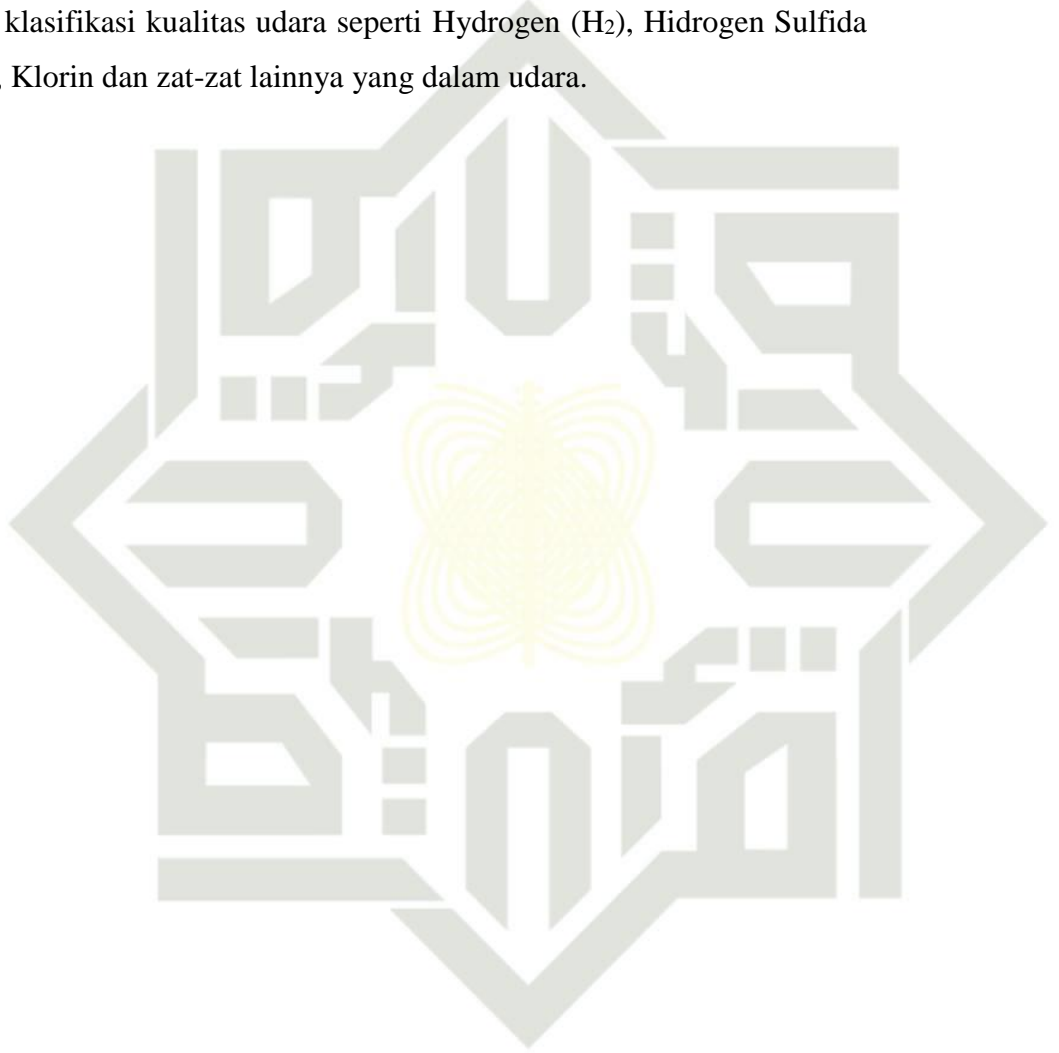 klasifikasi kualitas udara seperti Hydrogen (H₂), Hidrogen Sulfida
, Klorin dan zat-zat lainnya yang dalam udara.